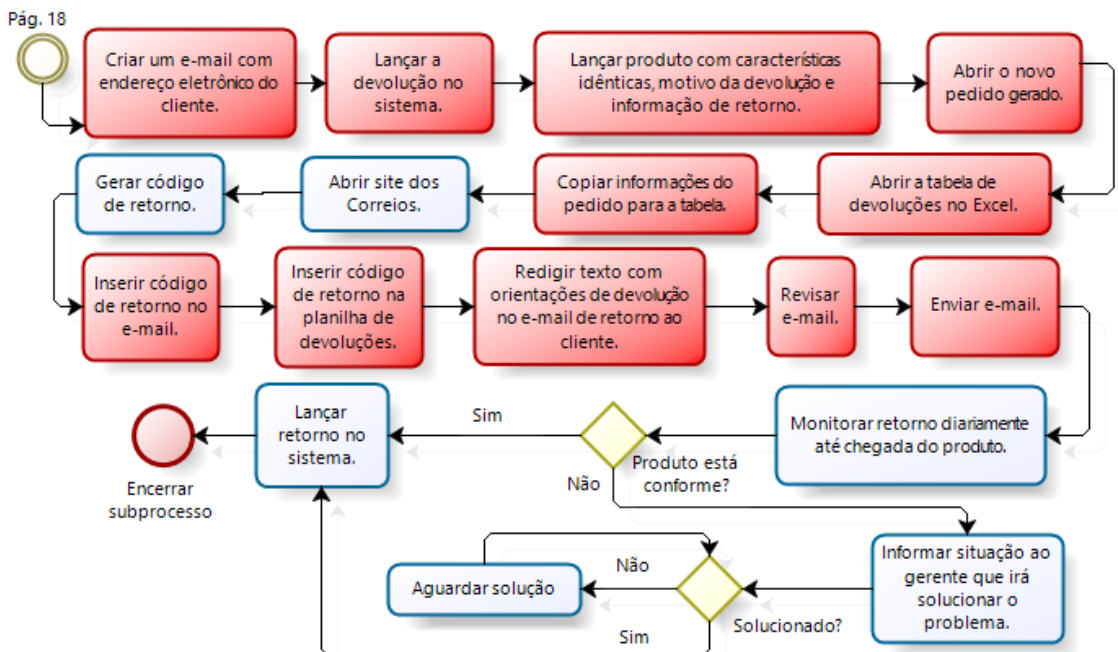 Pág. 18
Criar um e-mail com
endereço eletrônico do
cliente.
Lançar a
devolução no
sistema.
Lançar produto com características
idênticas, motivo da devolução e
informação de retorno.
Abrir o novo
pedido gerado.
Gerar código
de retorno.
Abrir site dos
Correios.
Copiar informações do
pedido para a tabela.
Abrir a tabela de
devoluções no Excel.
Inserir código
de retorno no
e-mail.
Inserir código
de retorno na
planilha de
devoluções.
Redigir texto com
orientações de devolução
no e-mail de retorno ao
cliente.
Revisar
e-mail.
Enviar e-mail.
Lançar
retorno no
sistema.
Sim
Monitorar retorno diariamente
até chegada do produto.
Produto está
conforme?
Não
Encerrar
subprocesso
Informar situação ao
gerente que irá
solucionar o
problema.
Aguardar solução
Não
Solucionado?
Sim